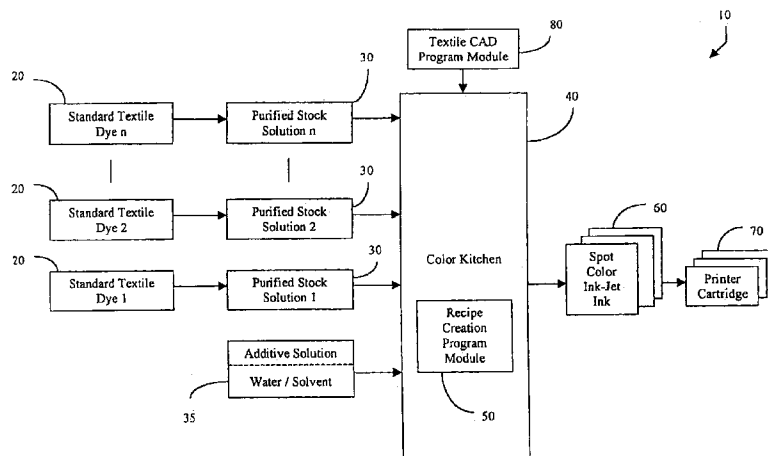 10
80
Textile CAD
Program Module
20
30
40
Standard Textile
Dye n
Purified Stock
Solution n
20
30
Standard Textile
Dye 2
Purified Stock
Solution 2
60
70
20
30
Standard Textile
Dye 1
Purified Stock
Solution 1
Color Kitchen
Spot
Color
Ink-Jet
Ink
Printer
Cartridge
Recipe
Creation
Program
Module
Additive Solution
Water / Solvent
35
50